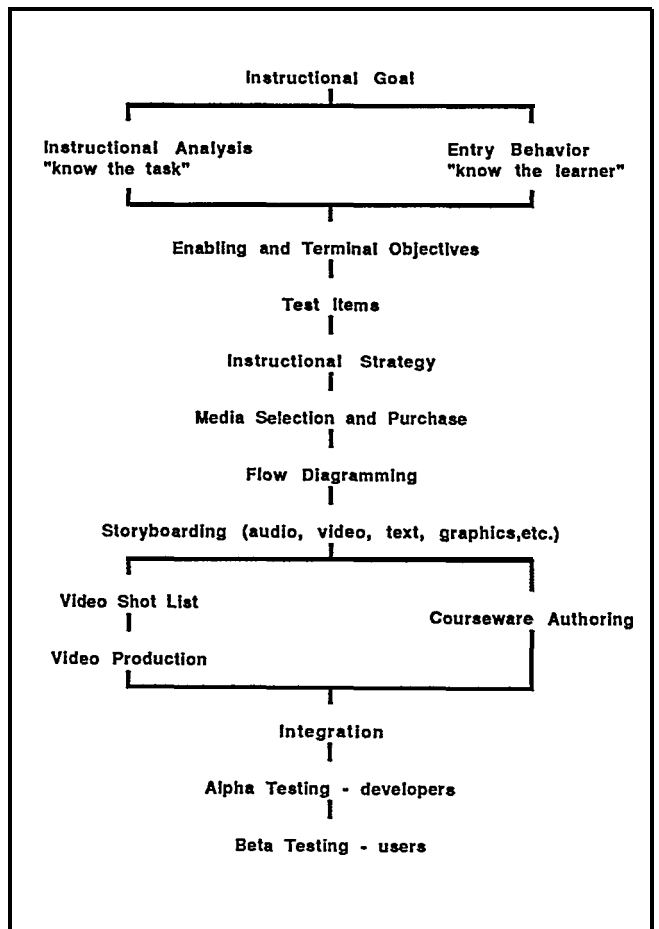 Instructional Goal
Instructional Analysis
"know the task"
Entry Behavior
"know the learner"
Enabling and Terminal Objectives
Test Items
Instructional Strategy
Media Selection and Purchase
Flow Diagramming
Storyboarding (audio, video, text, graphics,etc.)
Video Shot List
Video Production
Courseware Authoring
Integration
Alpha Testing - developers
Beta Testing - users